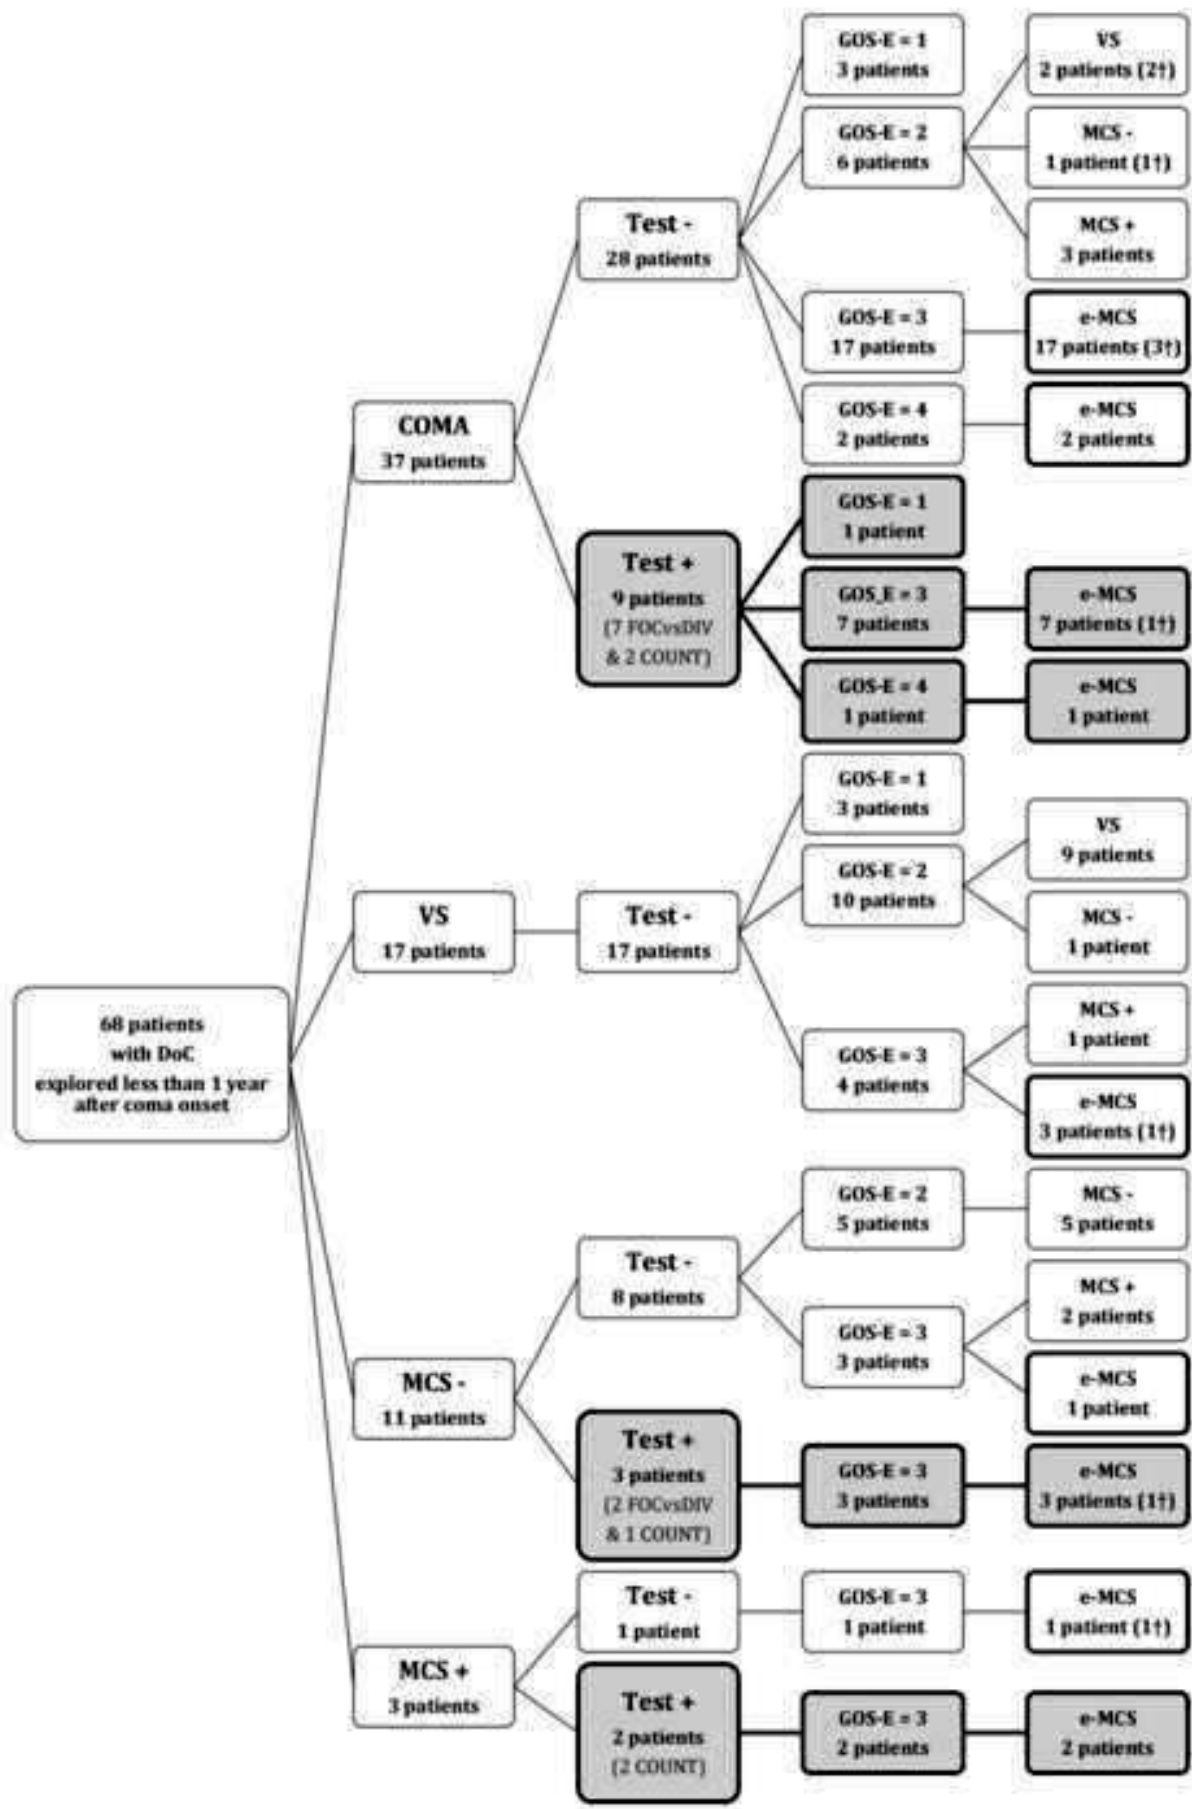 68 patients
with DoC
explored less than 1 year
after coma onset
COMA
37 patients
Test -
28 patients
GOS-E = 1
3 patients
GOS-E = 2
6 patients
VS
2 patients (2†)
MCS -
1 patient (1†)
MCS +
3 patients
GOS-E = 3
17 patients
e-MCS
17 patients (3†)
GOS-E = 4
2 patients
e-MCS
2 patients
Test +
9 patients
(7 FOCvsDIV
& 2 COUNT)
GOS-E = 1
1 patient
GOS_E = 3
7 patients
e-MCS
7 patients (1†)
GOS-E = 4
1 patient
e-MCS
1 patient
VS
17 patients
Test -
17 patients
GOS-E = 1
3 patients
GOS-E = 2
10 patients
VS
9 patients
MCS -
1 patient
GOS-E = 3
4 patients
MCS +
1 patient
e-MCS
3 patients (1†)
MCS -
11 patients
Test -
8 patients
GOS-E = 2
5 patients
MCS -
5 patients
GOS-E = 3
3 patients
MCS +
2 patients
e-MCS
1 patient
Test +
3 patients
(2 FOCvsDIV
& 1 COUNT)
GOS-E = 3
3 patients
e-MCS
3 patients (1†)
MCS +
3 patients
Test -
1 patient
GOS-E = 3
1 patient
e-MCS
1 patient (1†)
Test +
2 patients
(2 COUNT)
GOS-E = 3
2 patients
e-MCS
2 patients